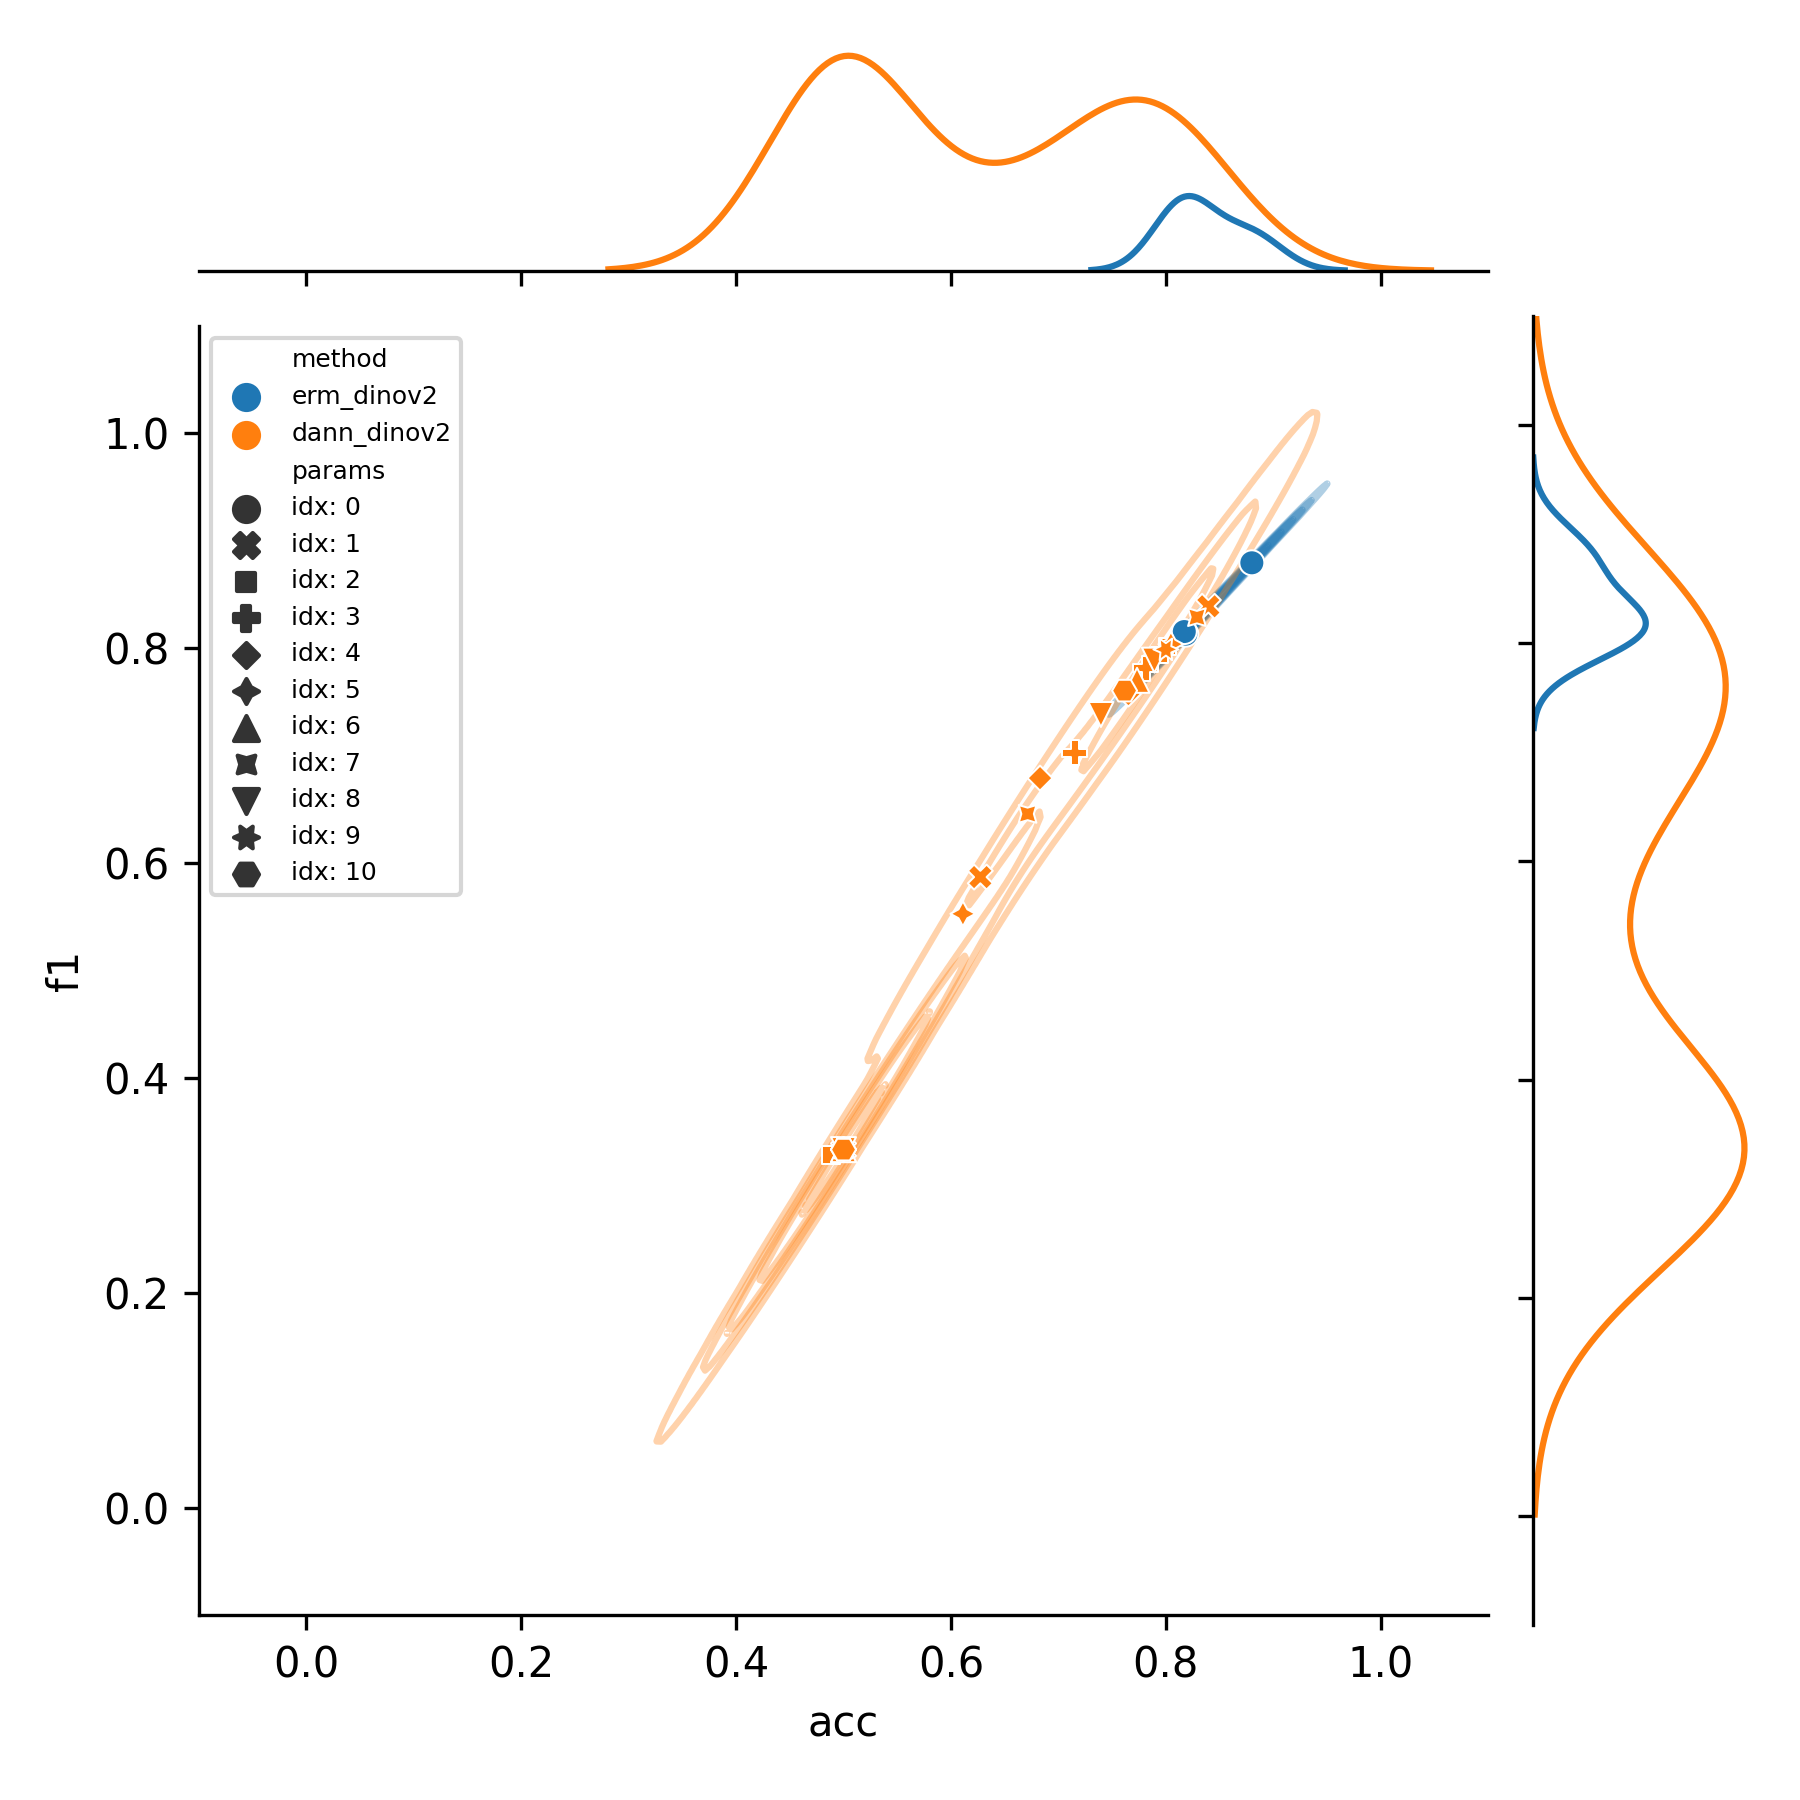 method
erm_dinov2
dann_dinov2
params
idx: 0
idx: 1
idx: 2
idx: 3
idx: 4
idx: 5
idx: 6
idx: 7
idx: 8
idx: 9
idx: 10
1.0
0.8
0.6
0.4
0.2
0.0
f1
0.0 0.2 0.4 0.6 0.8 1.0
acc